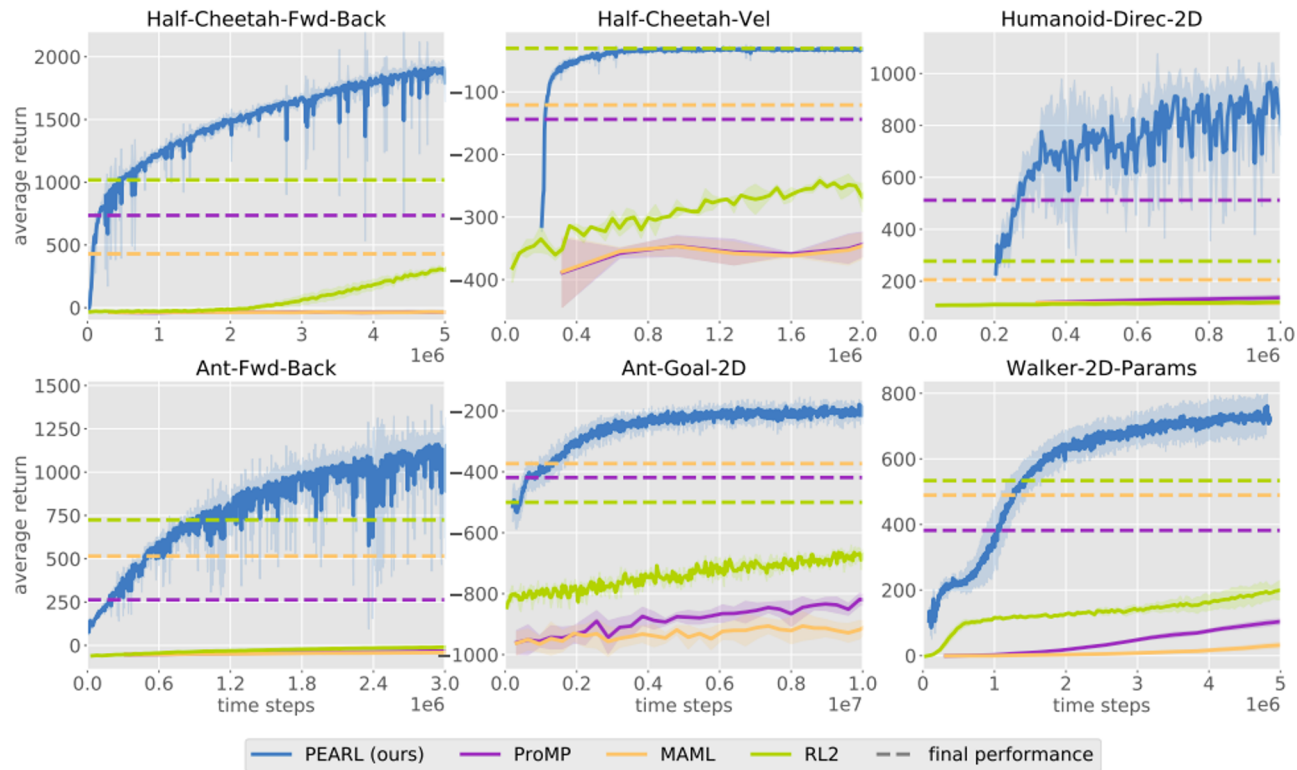 Half-Cheetah-Fwd-Back
Half-Cheetah-Vel
Humanoid-Direc-2D
average return
2000
1500
1000
500
0
0 1 2 3 4 5
1e6
−100
−200
−300
−400
0.0 0.4 0.8 1.2 1.6 2.0
1e6
1000
800
600
400
200
0.0 0.2 0.4 0.6 0.8 1.0
1e6
Ant-Fwd-Back
Ant-Goal-2D
Walker-2D-Params
average return
1500
1250
1000
750
500
250
0
0.0 0.6 1.2 1.8 2.4 3.0
time steps
1e6
−200
−400
−600
−800
−1000
0.0 0.2 0.4 0.6 0.8 1.0
time steps
1e7
800
600
400
200
0
0 1 2 3 4 5
time steps
1e6
PEARL (ours) ProMP MAML RL2 final performance